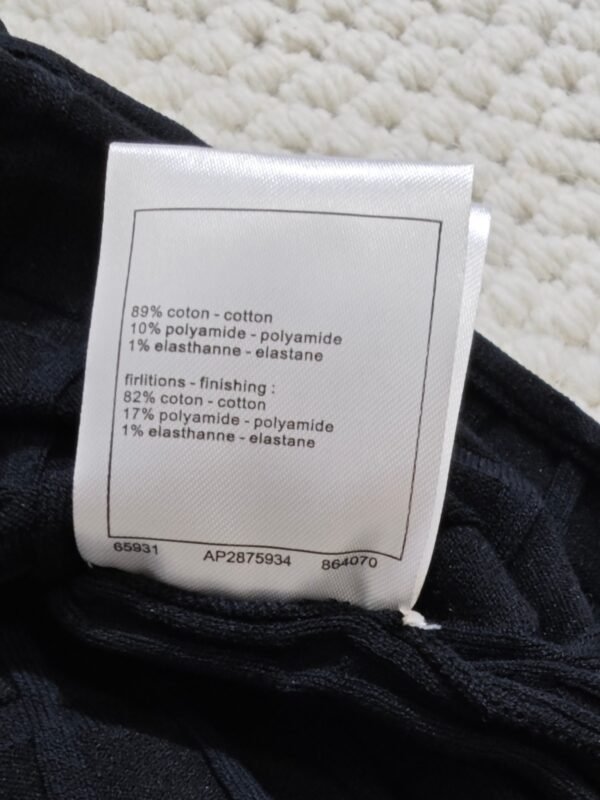 89% coton - cotton
10% polyamide - polyamide
1% elasthanne - elastane
firlitions - finishing :
82% coton - cotton
17% polyamide - polyamide
1% elasthanne - elastane
65931 AP2875934 864070